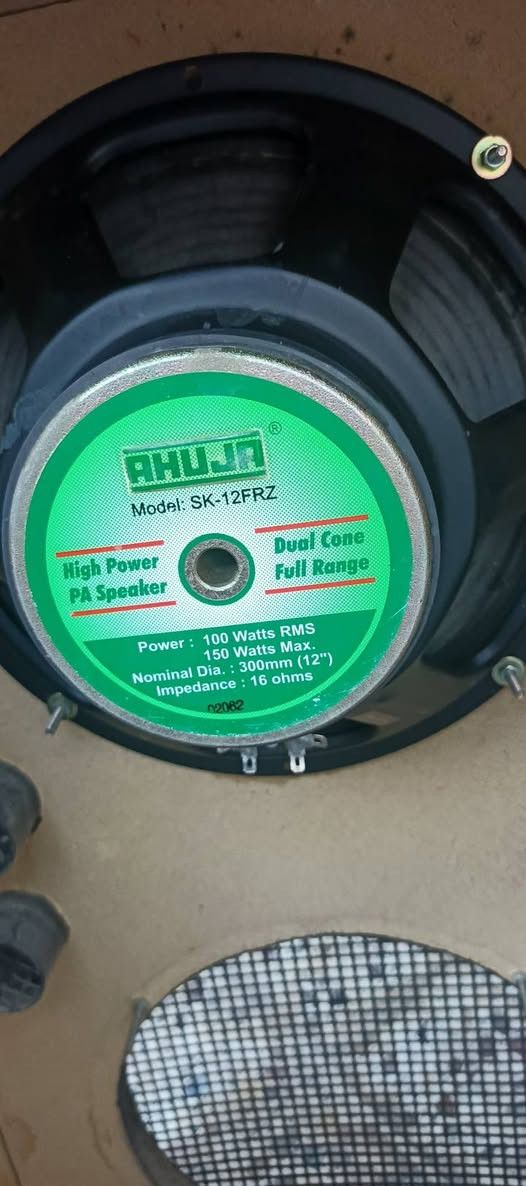 AHUJA®
Model: SK-12FRZ
High Power
PA Speaker
Dual Cone
Full Range
Power : 100 Watts RMS
150 Watts Max.
Nominal Dia. : 300mm (12")
Impedance : 16 ohms
02062